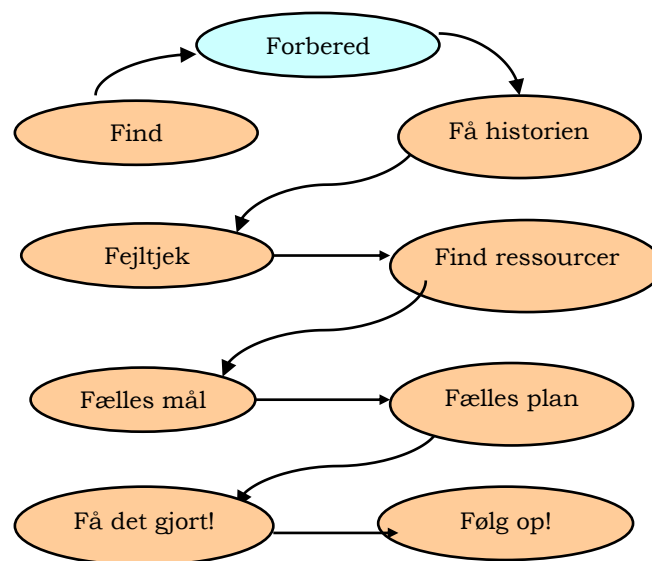 Forbered
Find
Få historien
Fejltjek
Find ressourcer
Fælles mål
Fælles plan
Få det gjort!
Følg op!